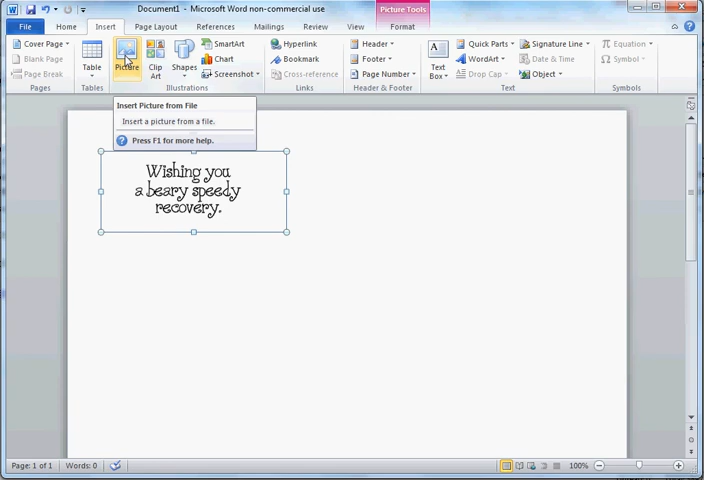 Document1 - Microsoft Word non-commercial use
Picture Tools
File Home Insert Page Layout References Mailings Review View Format
Cover Page
Blank Page
Page Break
Pages
Table
Tables
Picture
Clip Art
Shapes
SmartArt
Chart
Screenshot
Illustrations
Hyperlink
Bookmark
Cross-reference
Links
Header
Footer
Page Number
Header & Footer
Text Box
Quick Parts
WordArt
Drop Cap
Signature Line
Date & Time
Object
Text
Equation
Symbol
Symbols
Insert Picture from File
Insert a picture from a file.
Press F1 for more help.
Wishing you
a beary speedy
recovery.
Page: 1 of 1 Words: 0 100%